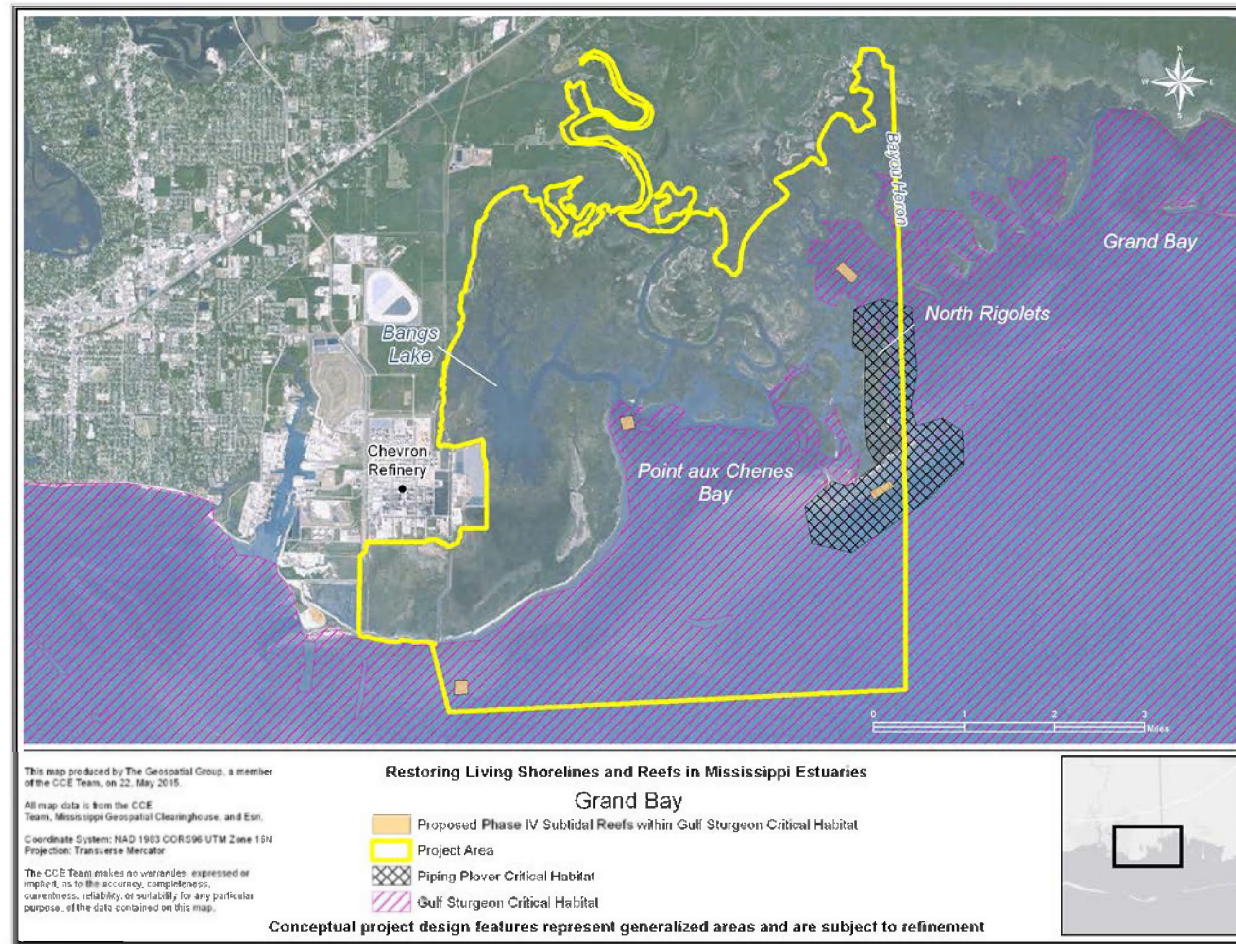 N
W
E
S
Bayou Heron
Grand Bay
North Rigolets
Bangs
Lake
Chevron
Refinery
Point aux Chenes
Bay
0 1 2 3
Miles
This map produced by The Geospatial Group, a member
of the CCE Team, on 22, May 2015.
All map data is from the CCE
Team, Mississippi Geospatial Clearinghouse, and Esri.
Coordinate System: NAD 1983 CORS96 UTM Zone 16N
Projection: Transverse Mercator
The CCE Team makes no warranties, expressed or
implied, as to the accuracy, completeness,
currentness, reliability, or suitability for any particular
purpose, of the data contained on this map.
Restoring Living Shorelines and Reefs in Mississippi Estuaries
Grand Bay
Proposed Phase IV Subtidal Reefs within Gulf Sturgeon Critical Habitat
Project Area
Piping Plover Critical Habitat
Gulf Sturgeon Critical Habitat
Conceptual project design features represent generalized areas and are subject to refinement